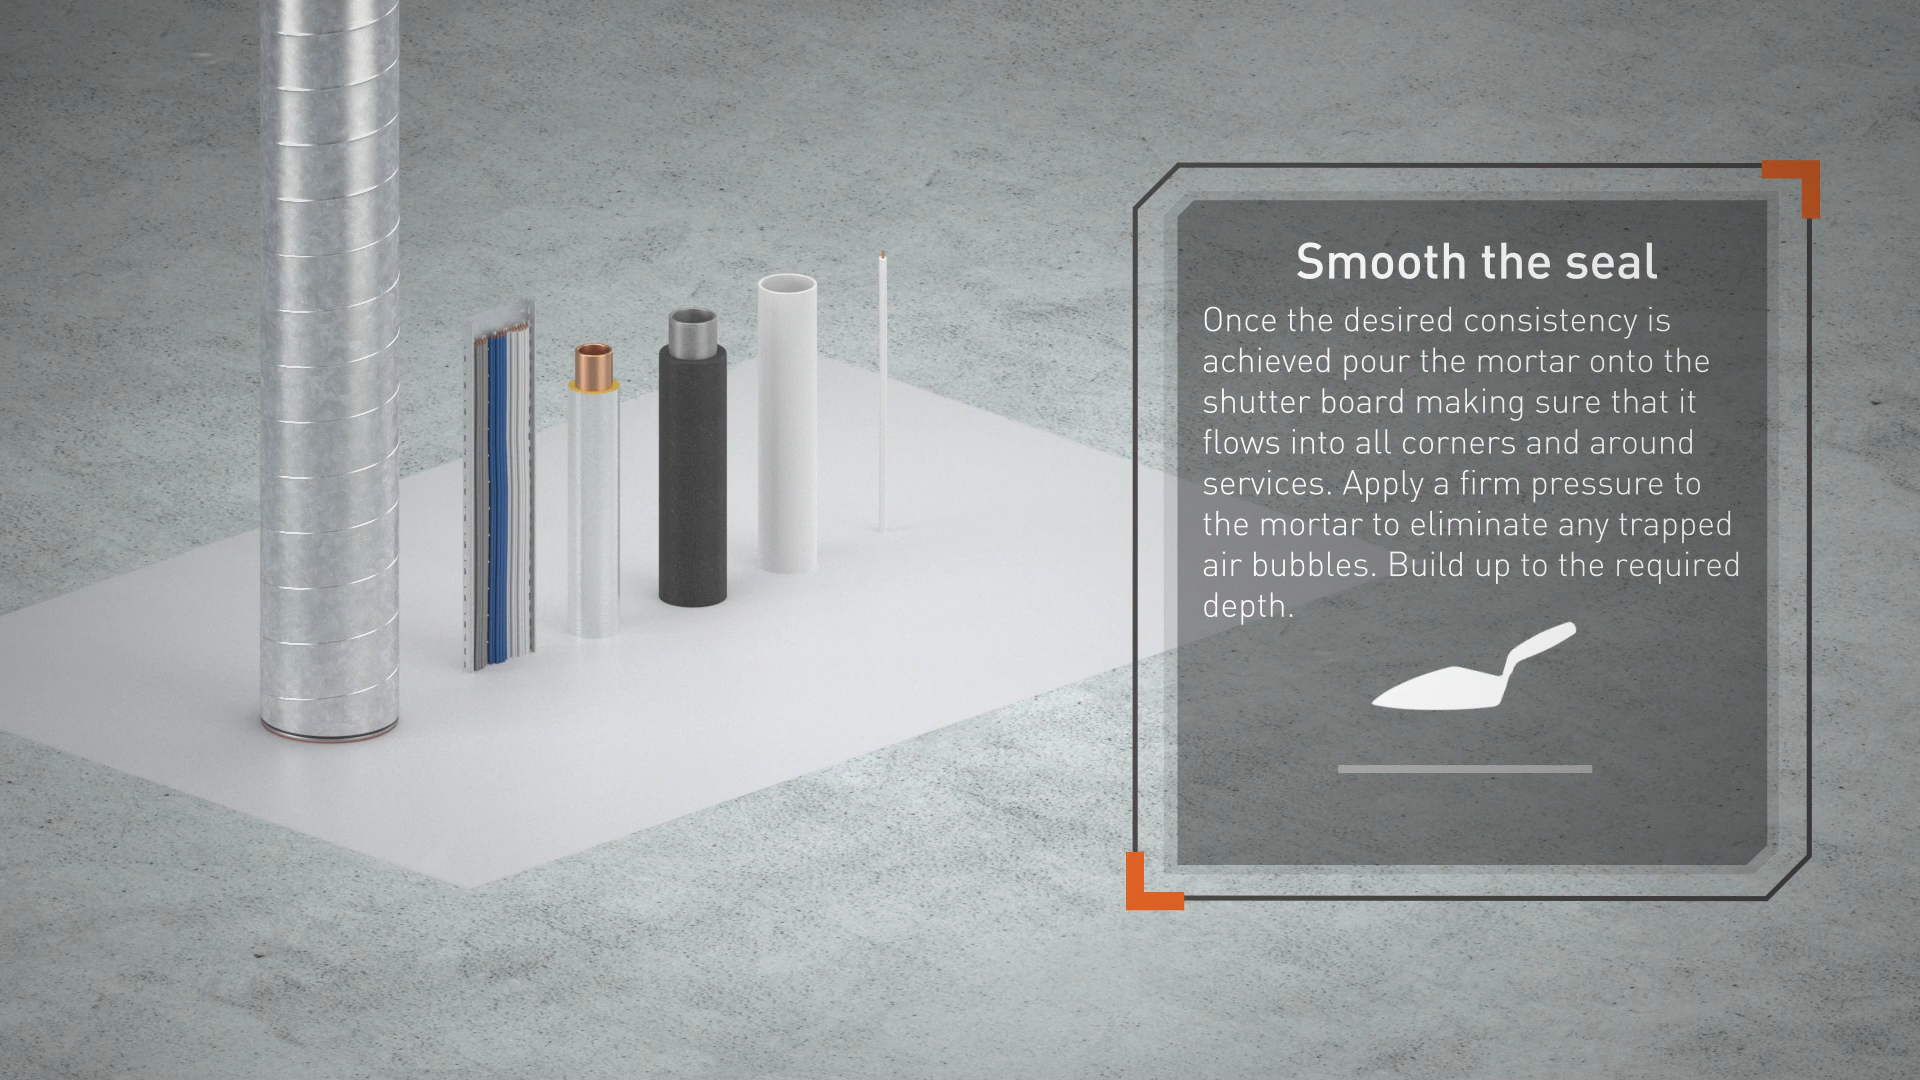 Smooth the seal
Once the desired consistency is
achieved pour the mortar onto the
shutter board making sure that it
flows into all corners and around
services. Apply a firm pressure to
the mortar to eliminate any trapped
air bubbles. Build up to the required
depth.